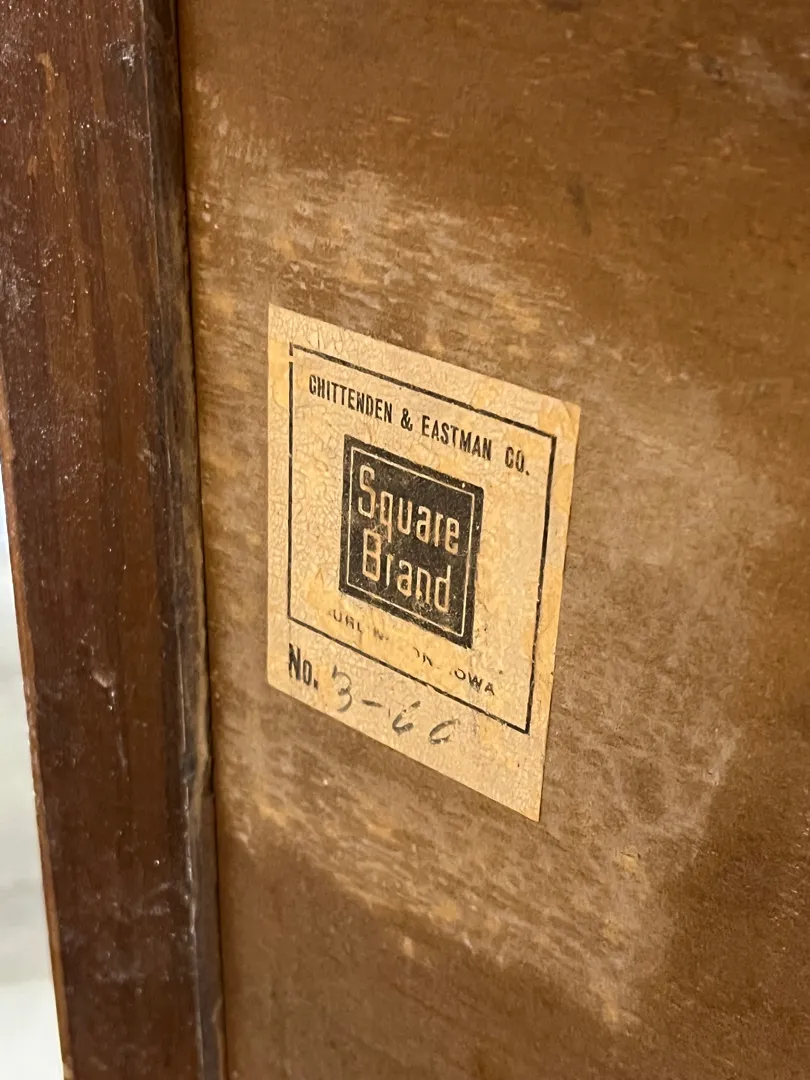 CHITTENDEN & EASTMAN CO.
Square
Brand
No. 3-66